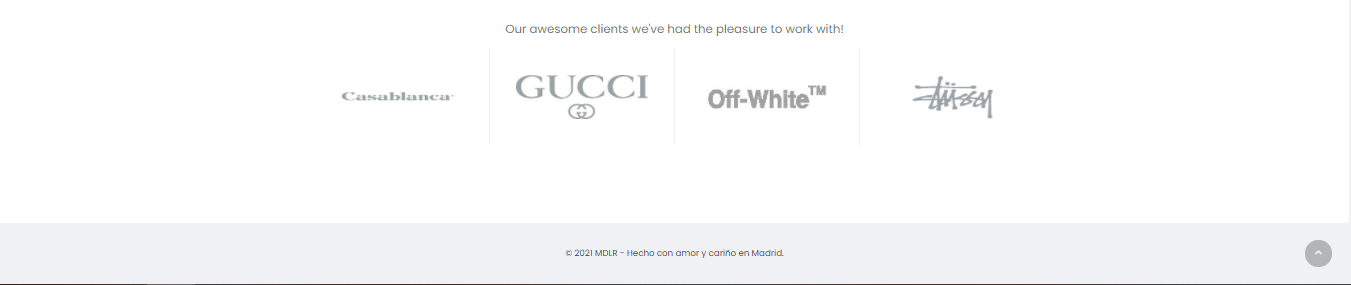 Our awesome clients we've had the pleasure to work with!
Casablanca
GUCCI
Off-White™
Stüssy
© 2021 MDLR - Hecho con amor y cariño en Madrid.